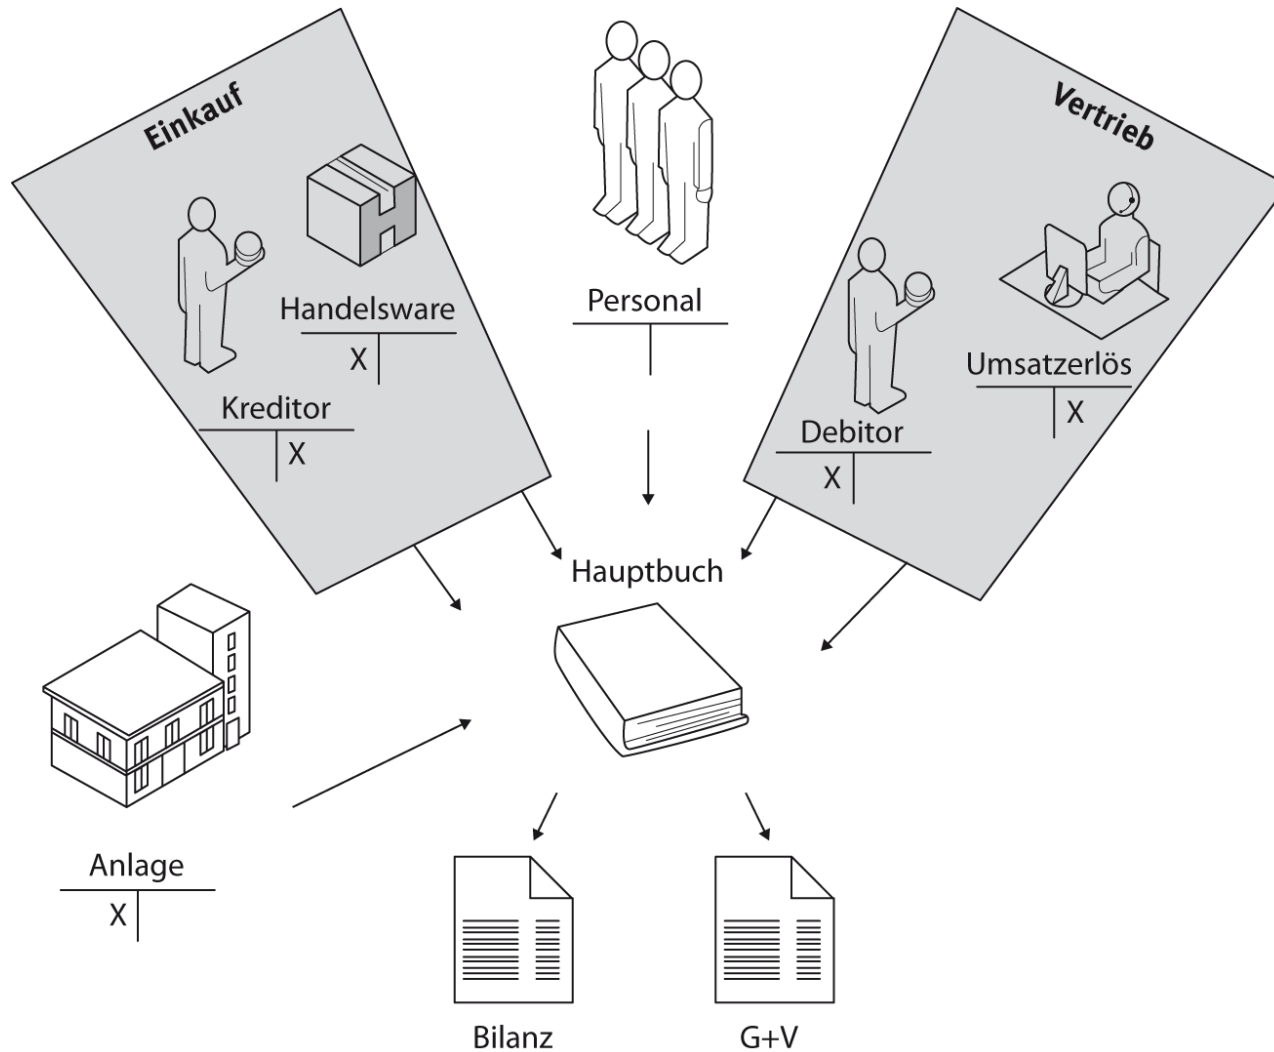 Einkauf
Handelsware
X
Kreditor
X
Personal
Vertrieb
Umsatzerlös
X
Debitor
X
Hauptbuch
Anlage
X
Bilanz
G+V